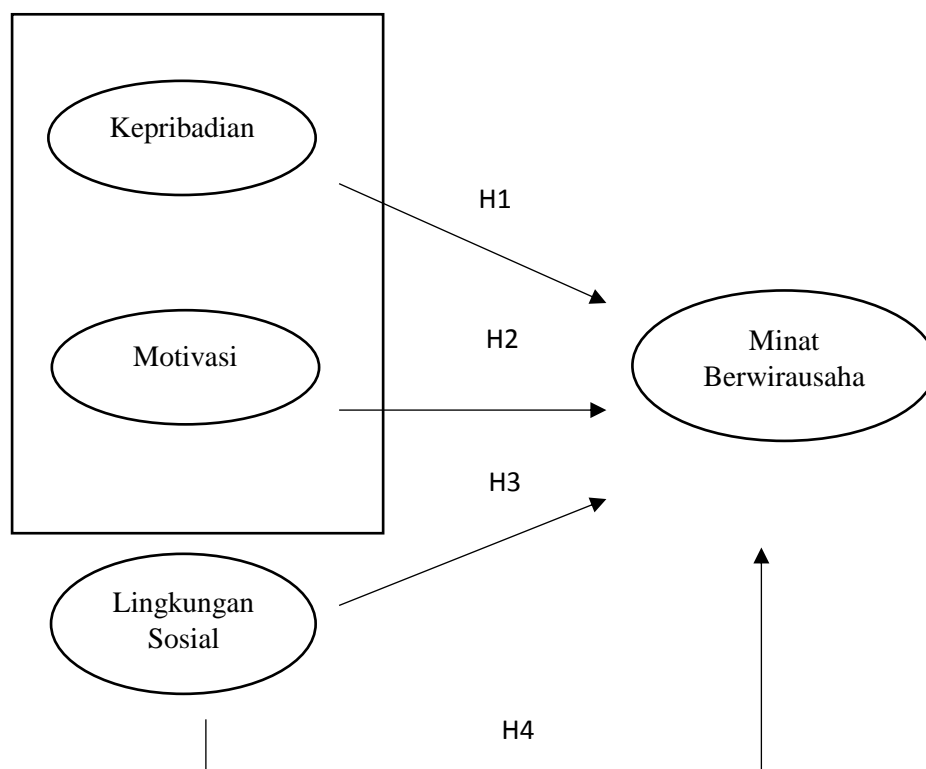 Kepribadian
H1
Motivasi
H2
Minat
Berwirausaha
H3
Lingkungan
Sosial
H4